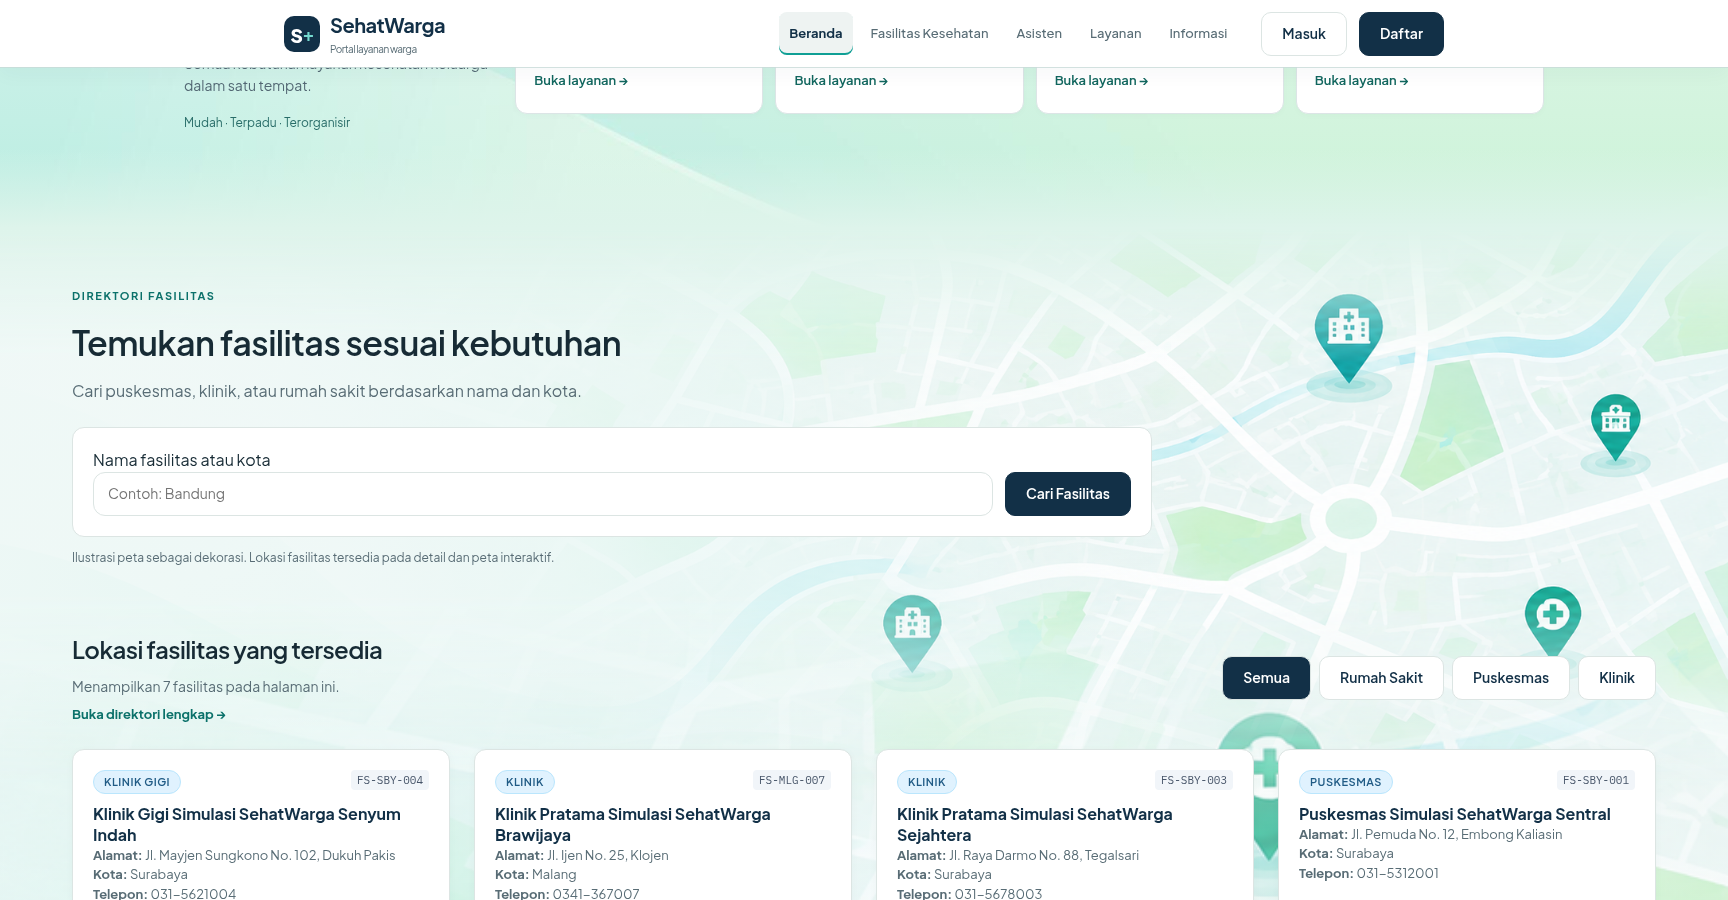 S+
SehatWarga
Portal layanan warga
Beranda
Fasilitas Kesehatan
Asisten
Layanan
Informasi
Masuk
Daftar
Semua kebutuhan layanan kesehatan keluarga
dalam satu tempat.
Mudah · Terpadu · Terorganisir
Buka layanan →
Buka layanan →
Buka layanan →
Buka layanan →
DIREKTORI FASILITAS
Temukan fasilitas sesuai kebutuhan
Cari puskesmas, klinik, atau rumah sakit berdasarkan nama dan kota.
Nama fasilitas atau kota
Contoh: Bandung
Cari Fasilitas
Ilustrasi peta sebagai dekorasi. Lokasi fasilitas tersedia pada detail dan peta interaktif.
Lokasi fasilitas yang tersedia
Menampilkan 7 fasilitas pada halaman ini.
Buka direktori lengkap →
Semua
Rumah Sakit
Puskesmas
Klinik
KLINIK GIGI
FS-SBY-004
Klinik Gigi Simulasi SehatWarga Senyum
Indah
Alamat: Jl. Mayjen Sungkono No. 102, Dukuh Pakis
Kota: Surabaya
Telepon: 031-5621004
KLINIK
FS-MLG-007
Klinik Pratama Simulasi SehatWarga
Brawijaya
Alamat: Jl. Ijen No. 25, Klojen
Kota: Malang
Telepon: 0341-367007
KLINIK
FS-SBY-003
Klinik Pratama Simulasi SehatWarga
Sejahtera
Alamat: Jl. Raya Darmo No. 88, Tegalsari
Kota: Surabaya
Telepon: 031-5678003
PUSKESMAS
FS-SBY-001
Puskesmas Simulasi SehatWarga Sentral
Alamat: Jl. Pemuda No. 12, Embong Kaliasin
Kota: Surabaya
Telepon: 031-5312001